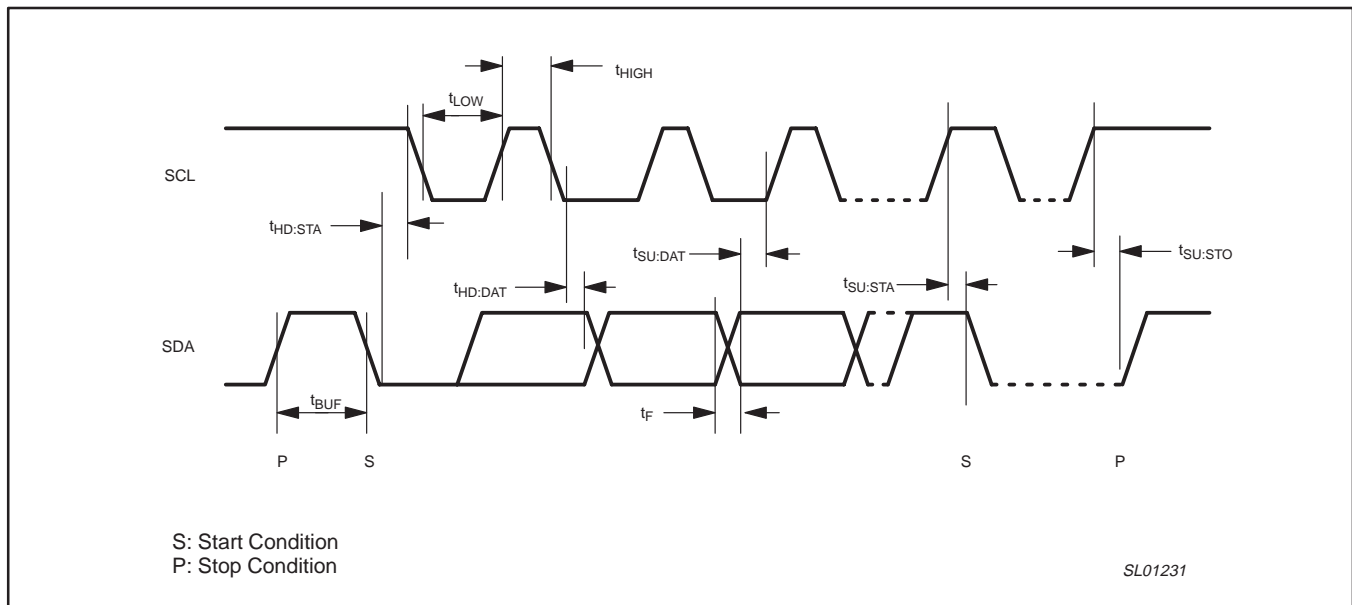 tHIGH
tLOW
SCL
tHD:STA
tSU:DAT
tSU:STO
tHD:DAT
tSU:STA
SDA
tBUF
tF
P S S P
S: Start Condition
P: Stop Condition
SL01231